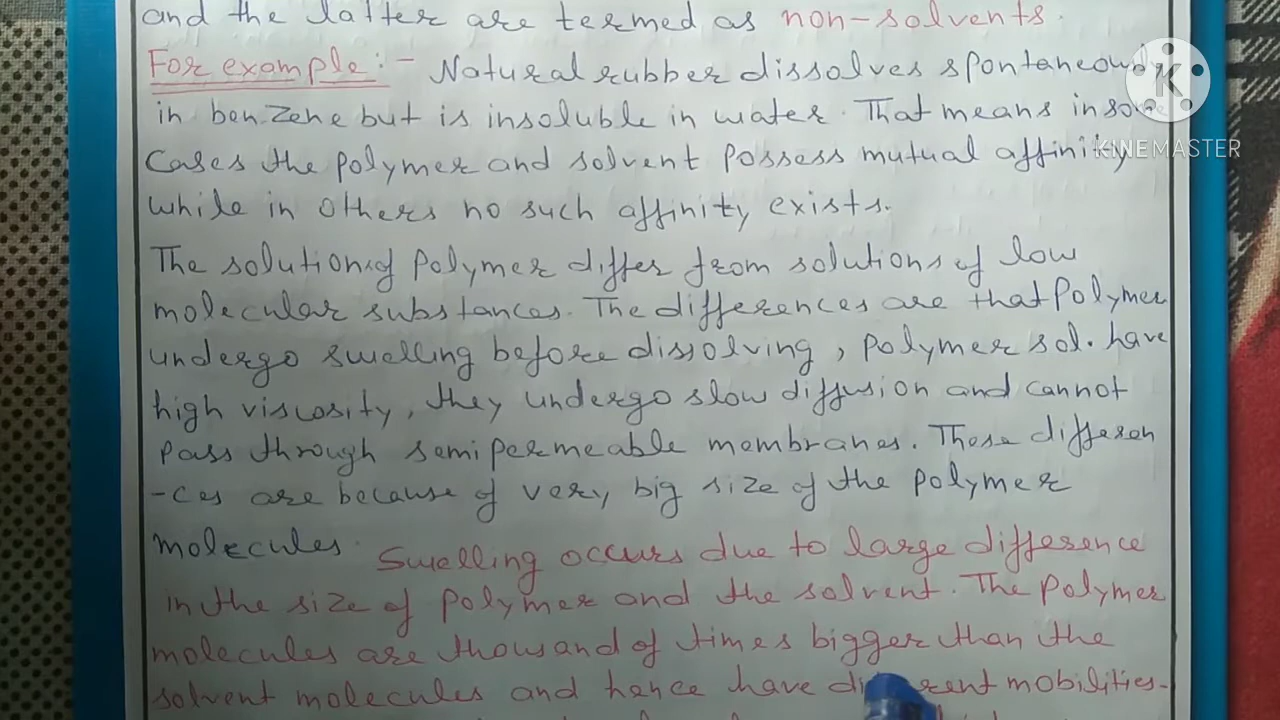 and the latter are termed as non-solvents.
For example:- Natural rubber dissolves spontaneously
in benzene but is insoluble in water. That means in some
cases the polymer and solvent possess mutual affinity
while in others no such affinity exists.
The solutions of polymer differ from solutions of low
molecular substances. The differences are that polymer
undergo swelling before dissolving, polymer sol. have
high viscosity, they undergo slow diffusion and cannot
pass through semipermeable membranes. These differen
-ces are because of very big size of the polymer
molecules. Swelling occurs due to large difference
in the size of polymer and the solvent. The polymer
molecules are thousand of times bigger than the
solvent molecules and hence have different mobilities.
K
KINEMASTER